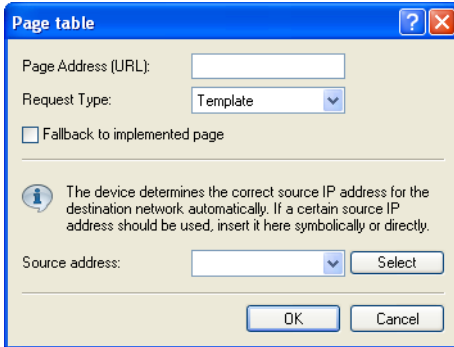 Page table
Page Address (URL):
Request Type: Template
Fallback to implemented page
The device determines the correct source IP address for the
destination network automatically. If a certain source IP
address should be used, insert it here symbolically or directly.
Source address: Select
OK Cancel